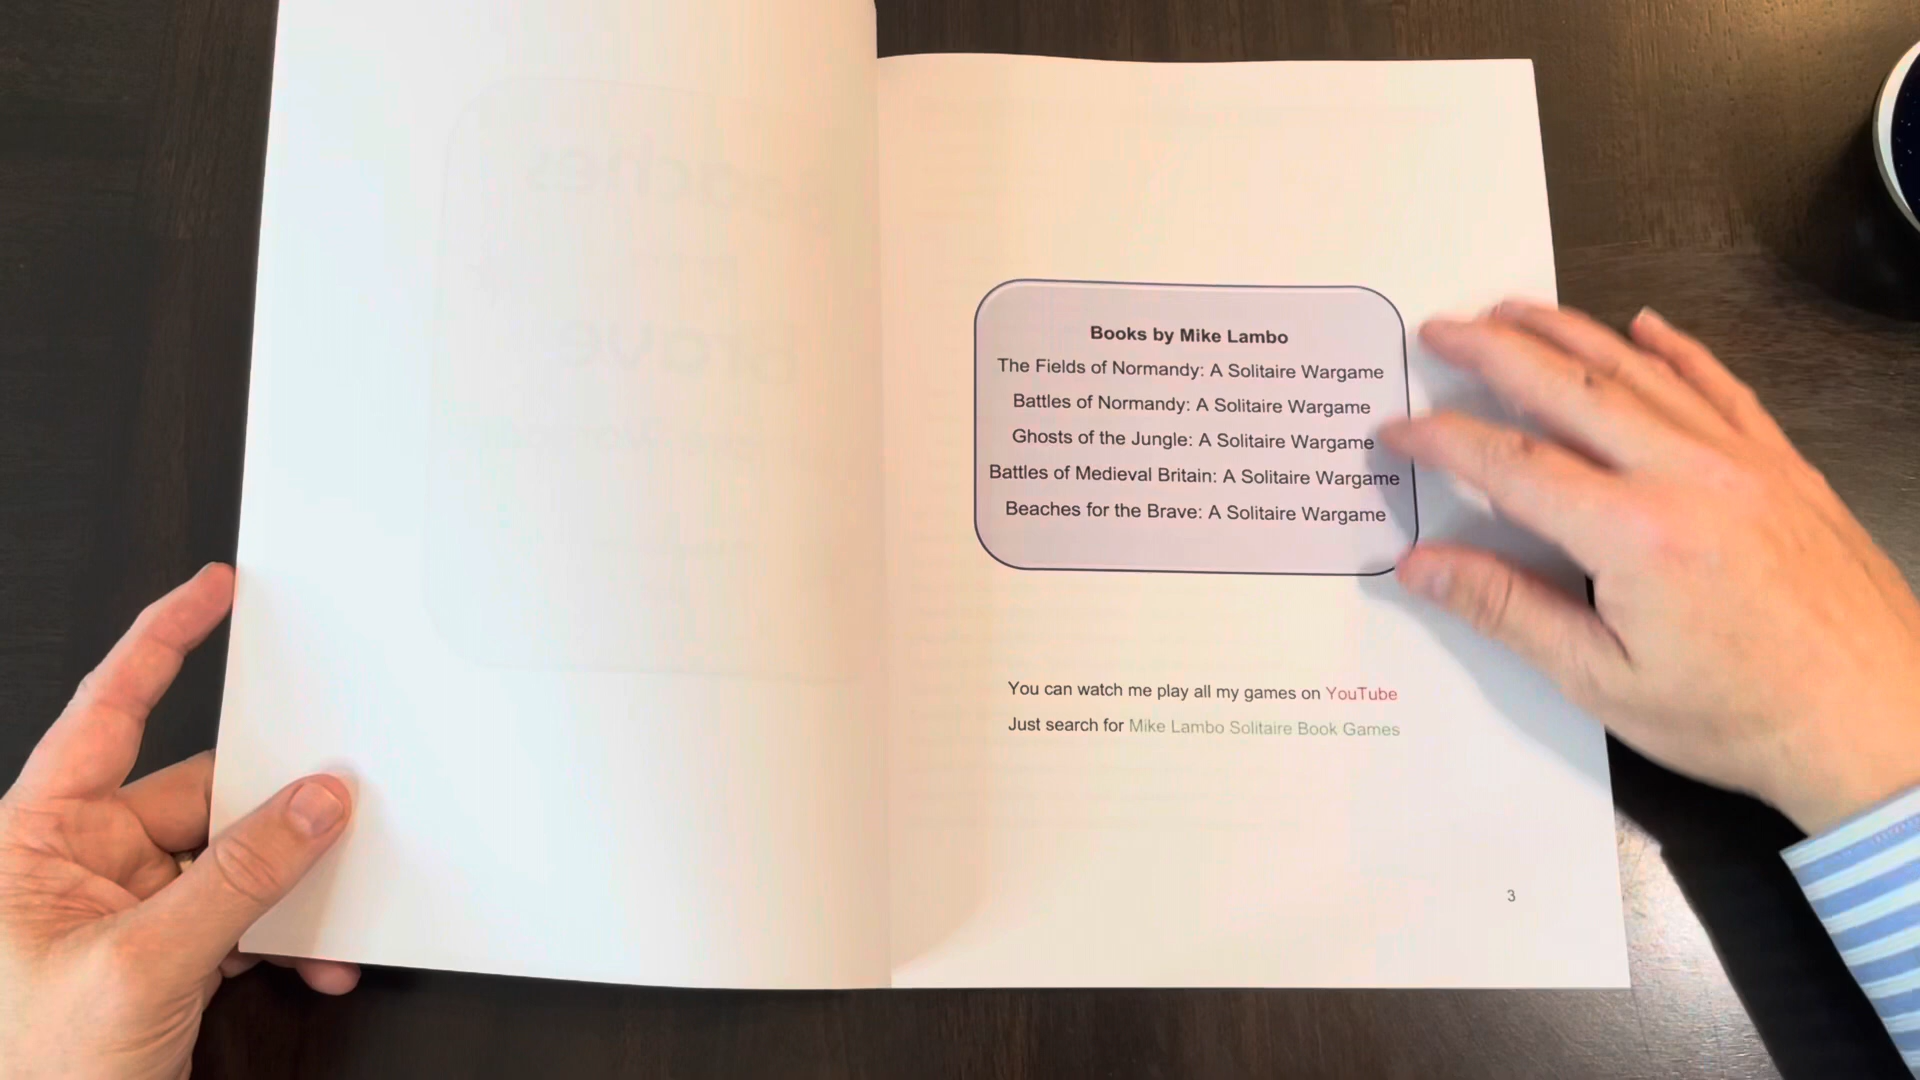 Books by Mike Lambo
The Fields of Normandy: A Solitaire Wargame
Battles of Normandy: A Solitaire Wargame
Ghosts of the Jungle: A Solitaire Wargame
Battles of Medieval Britain: A Solitaire Wargame
Beaches for the Brave: A Solitaire Wargame
You can watch me play all my games on YouTube
Just search for Mike Lambo Solitaire Book Games
3